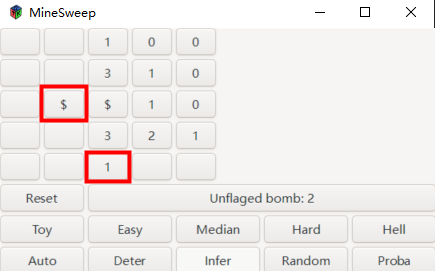 MineSweep
1 0 0
3 1 0
$ $ 1 0
3 2 1
1
Reset Unflaged bomb: 2
Toy Easy Median Hard Hell
Auto Deter Infer Random Proba